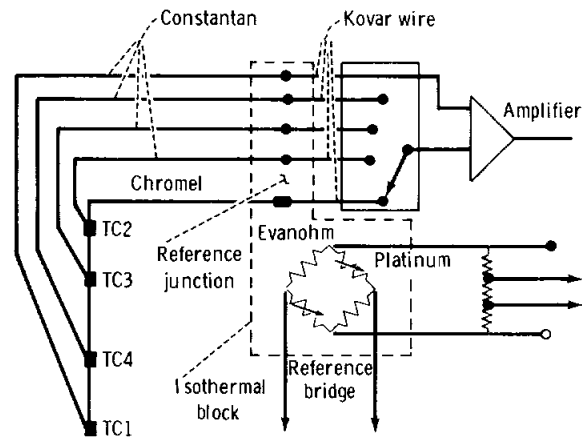 Constantan
Kovar wire
Amplifier
Chromel
TC2
Reference
junction
Evanohm
Platinum
TC3
TC4
Isothermal
block
Reference
bridge
TC1